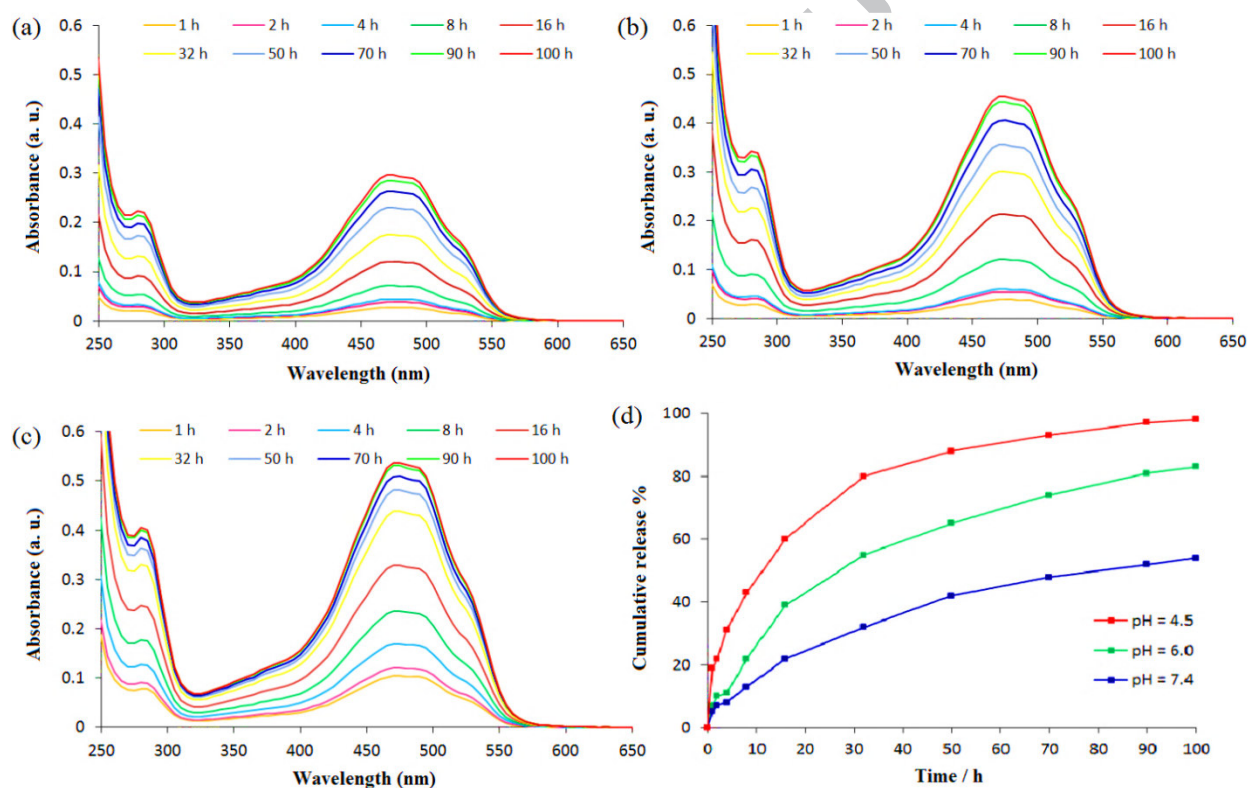 (a)
1 h 2 h 4 h 8 h 16 h
32 h 50 h 70 h 90 h 100 h
Absorbance (a. u.)
0.6
0.5
0.4
0.3
0.2
0.1
0
250 300 350 400 450 500 550 600 650
Wavelength (nm)
(b)
1 h 2 h 4 h 8 h 16 h
32 h 50 h 70 h 90 h 100 h
Absorbance (a. u.)
0.6
0.5
0.4
0.3
0.2
0.1
0
250 300 350 400 450 500 550 600 650
Wavelength (nm)
(c)
1 h 2 h 4 h 8 h 16 h
32 h 50 h 70 h 90 h 100 h
Absorbance (a. u.)
0.6
0.5
0.4
0.3
0.2
0.1
0
250 300 350 400 450 500 550 600 650
Wavelength (nm)
(d)
Cumulative release %
100
80
60
40
20
0
pH = 4.5
pH = 6.0
pH = 7.4
0 10 20 30 40 50 60 70 80 90 100
Time / h